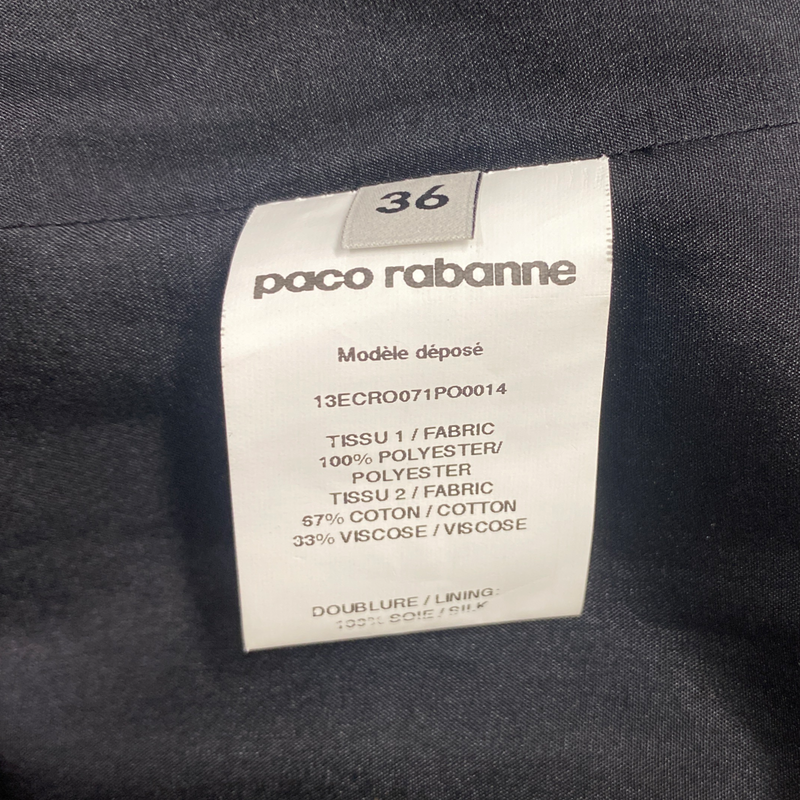 36
paco rabanne
Modèle déposé
13ECRO071PO0014
TISSU 1 / FABRIC
100% POLYESTER/
POLYESTER
TISSU 2 / FABRIC
67% COTON / COTTON
33% VISCOSE / VISCOSE
DOUBLURE / LINING:
100% SOIE / SILK